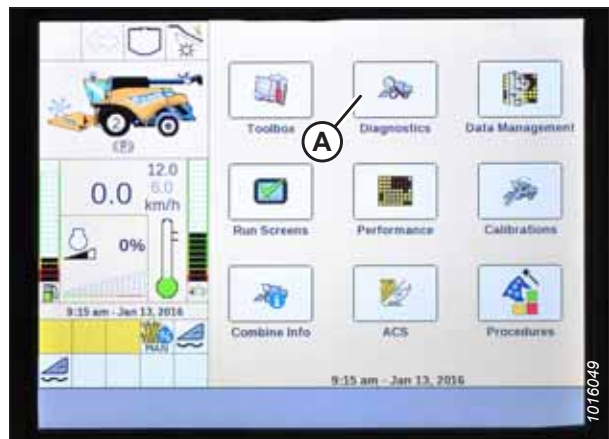 2
(P)
12.0
0.0
6.0
km/h
0%
9:15 am - Jan 13, 2016
MAN
Toolbox
Diagnostics
Data Management
A
Run Screens
Performance
Calibrations
Combine Info
ACS
Procedures
9:15 am - Jan 13, 2016
1016049